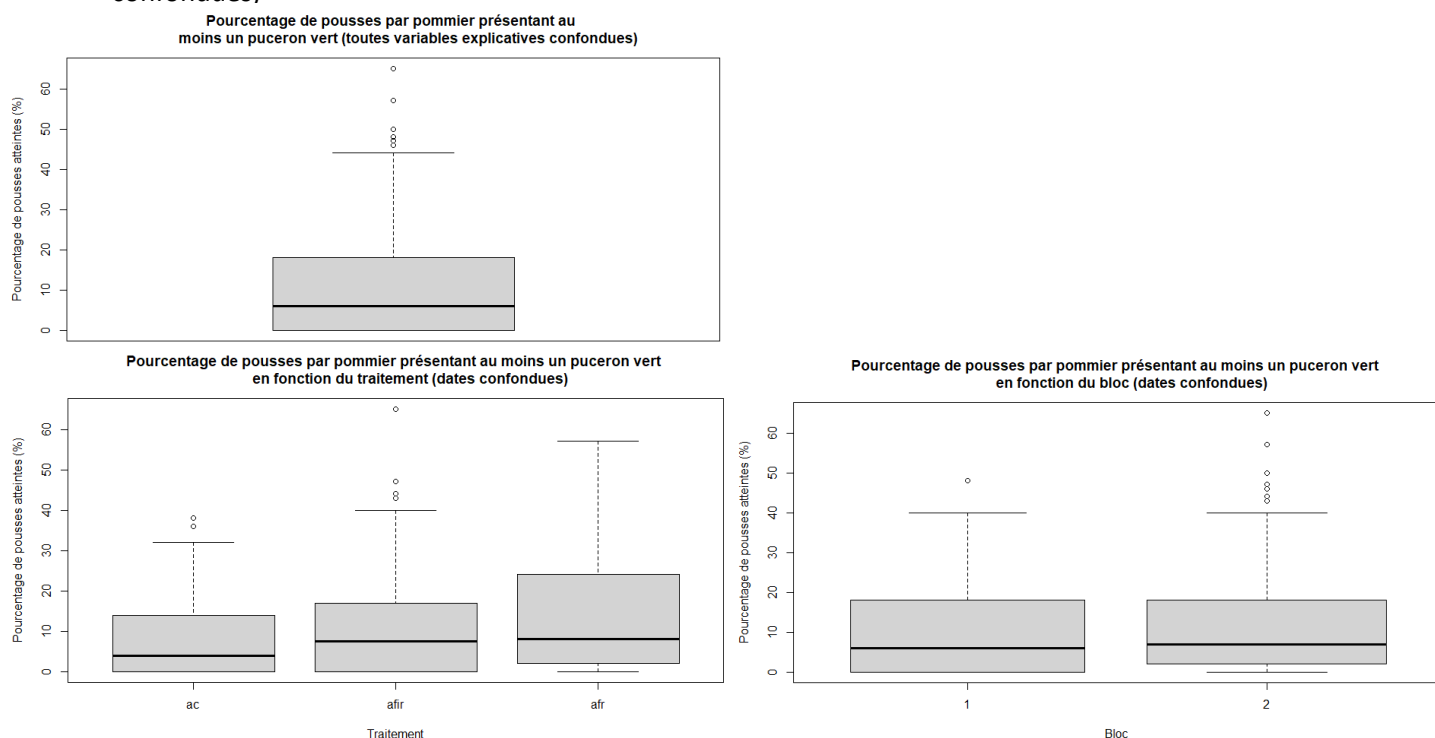 confondues)
Pourcentage de pousses par pommier présentant au
moins un puceron vert (toutes variables explicatives confondues)
Pourcentage de pousses atteintes (%)
60
50
40
30
20
10
0
Pourcentage de pousses par pommier présentant au moins un puceron vert
en fonction du traitement (dates confondues)
Pourcentage de pousses atteintes (%)
60
50
40
30
20
10
0
ac afir afr
Traitement
Pourcentage de pousses par pommier présentant au moins un puceron vert
en fonction du bloc (dates confondues)
Pourcentage de pousses atteintes (%)
60
50
40
30
20
10
0
1 2
Bloc